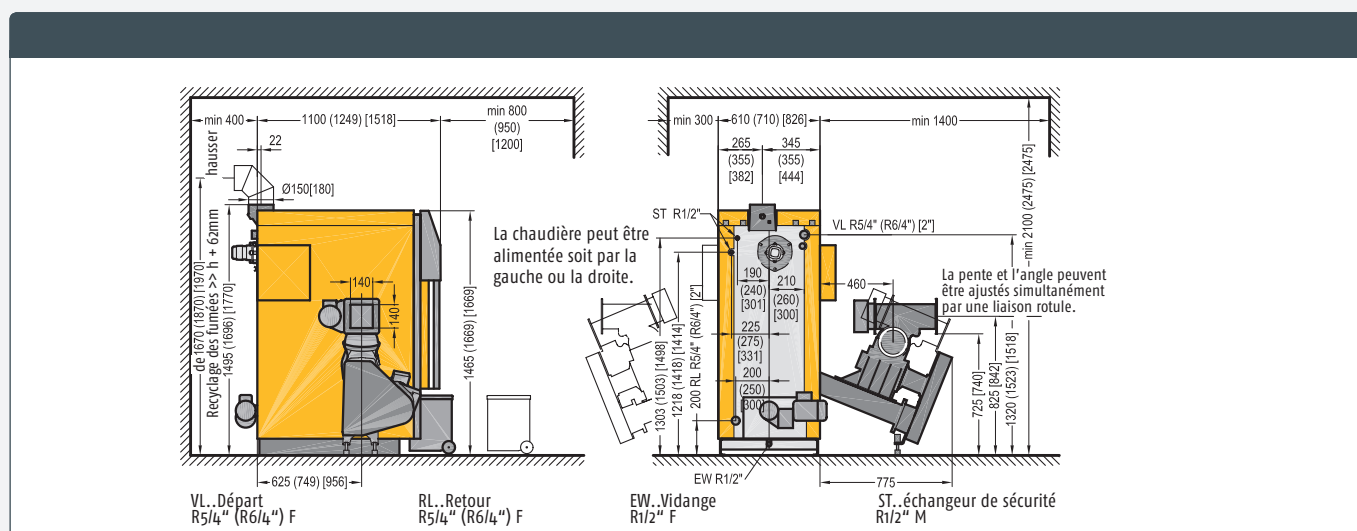 min 400
1100 (1249) [1518]
min 800
(950)
[1200]
22
hausser
Ø150[180]
de 1670 (1870) [1970]
Recyclage des fumées >> h + 62mm
1495 (1696) [1770]
140
140
1465 (1669) [1669]
625 (749) [956]
La chaudière peut être
alimentée soit par la
gauche ou la droite.
min 300
610 (710) [826]
min 1400
265
(355)
[382]
345
(355)
[444]
ST R1/2"
VL R5/4" (R6/4") [2"]
min 2100 (2475) [2475]
190
(240)
[301]
210
(260)
[300]
460
La pente et l'angle peuvent
être ajustés simultanément
par une liaison rotule.
225
(275)
[331]
200
(250)
[300]
1303 (1503) [1498]
1218 (1418) [1414]
200 RL R5/4" (R6/4") [2"]
725 [740]
825 [842]
1320 (1523) [1518]
EW R1/2"
775
VL..Départ
R5/4“ (R6/4“) F
RL..Retour
R5/4“ (R6/4“) F
EW..Vidange
R1/2“ F
ST..échangeur de sécurité
R1/2“ M